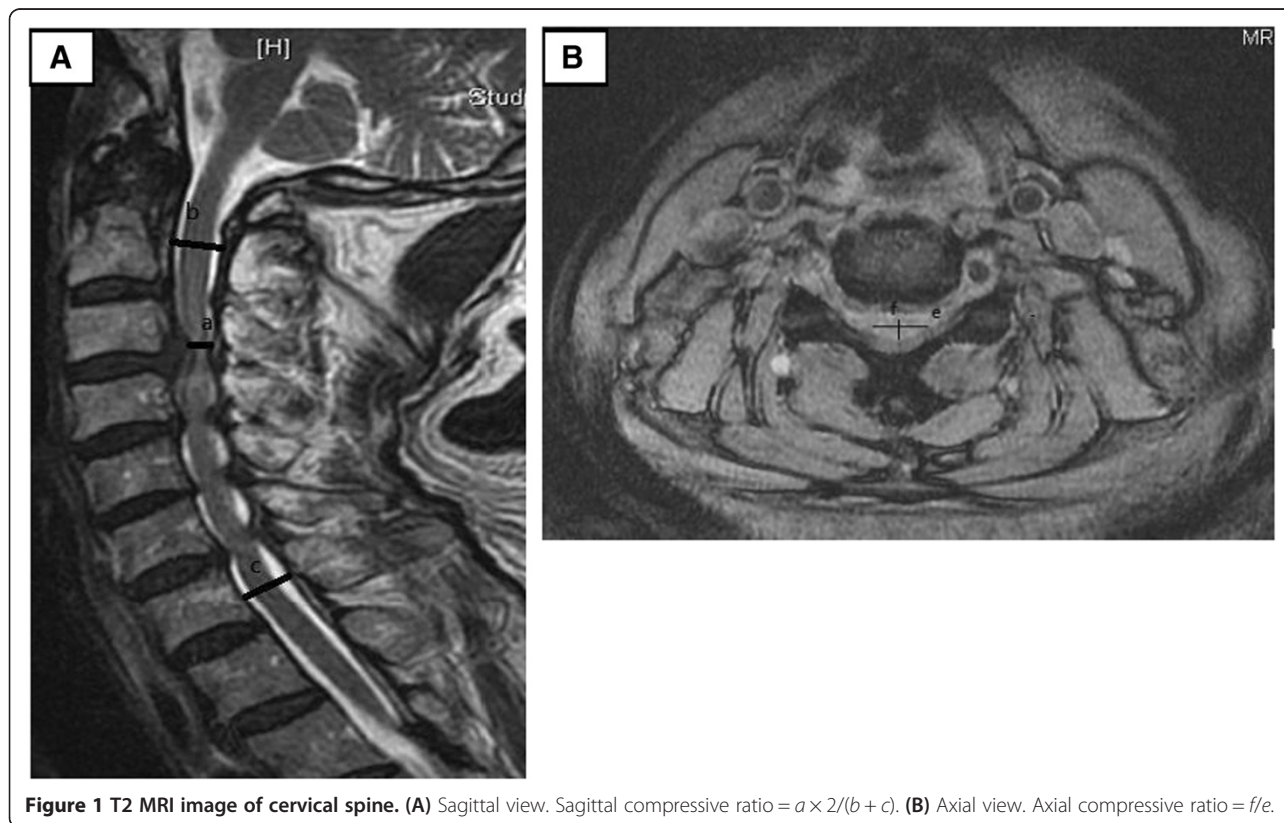 A
[H]
Stud
b
a
c
B
MR
f
e
Figure 1 T2 MRI image of cervical spine. (A) Sagittal view. Sagittal compressive ratio = a × 2/(b + c). (B) Axial view. Axial compressive ratio = f/e.